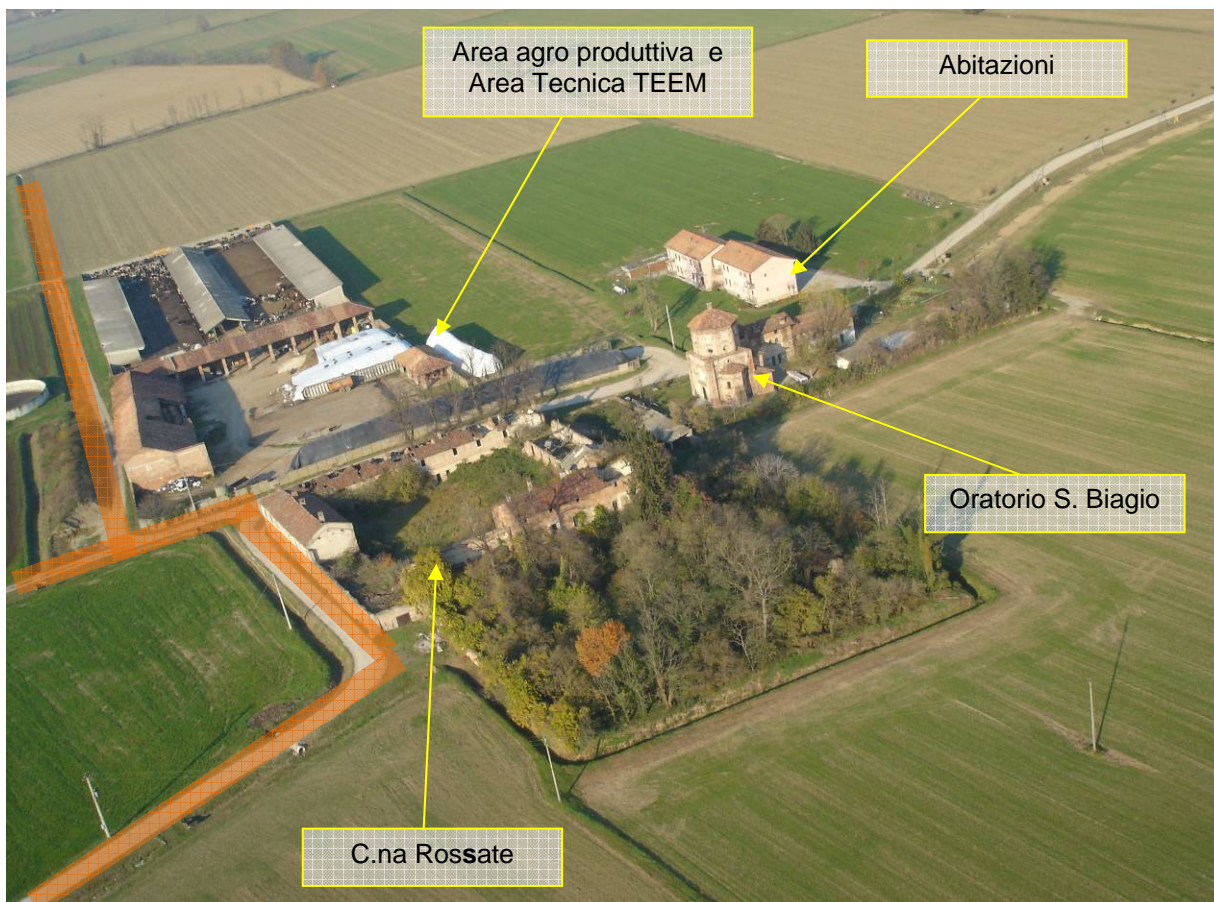 Area agro produttiva e
Area Tecnica TEEM
Abitazioni
Oratorio S. Biagio
C.na Rossate